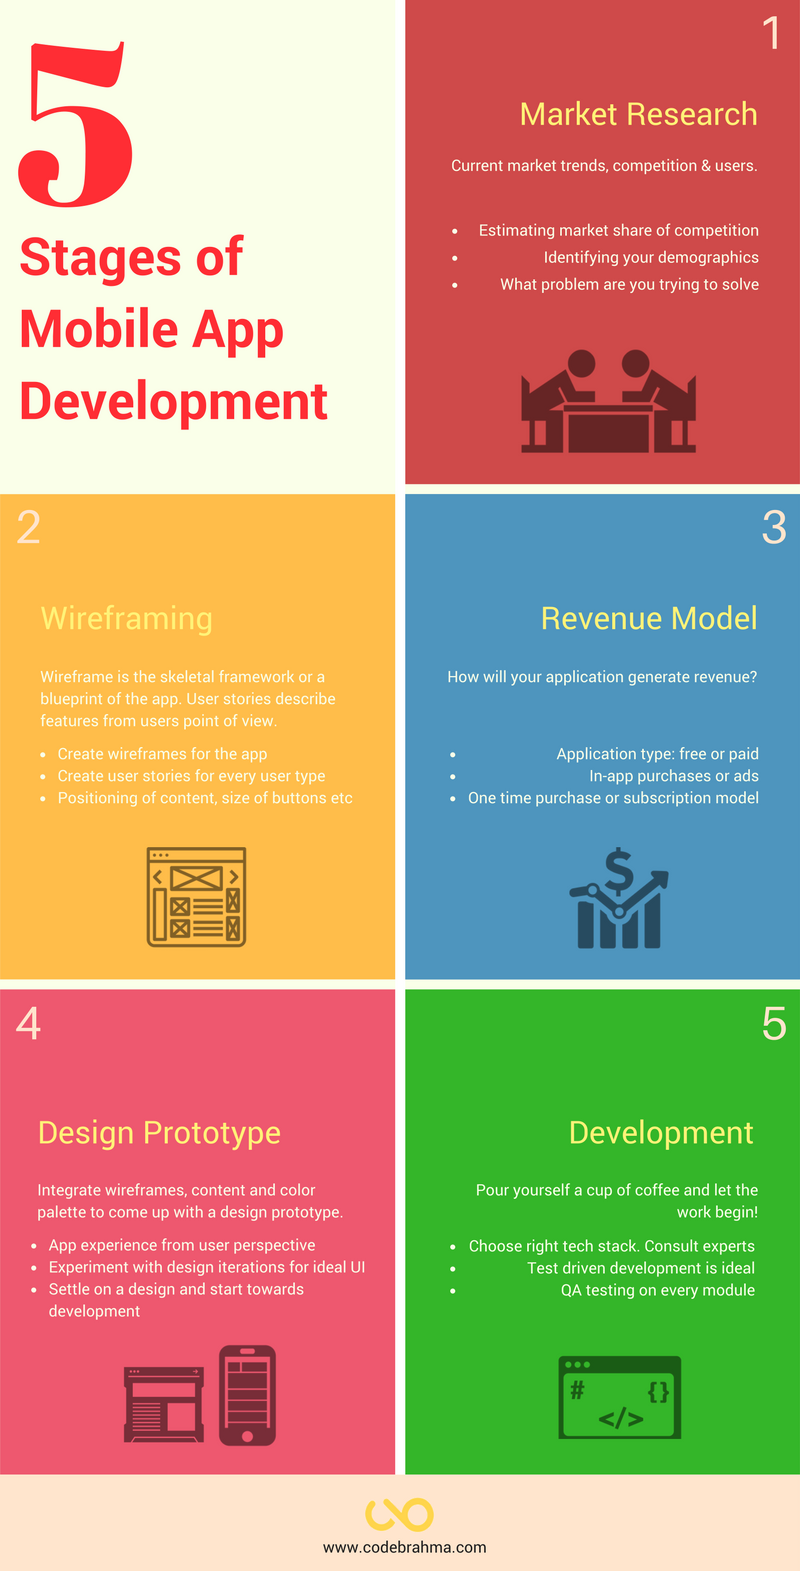 5
Stages of
Mobile App
Development
1
Market Research
Current market trends, competition & users.
• Estimating market share of competition
• Identifying your demographics
• What problem are you trying to solve
2
Wireframing
Wireframe is the skeletal framework or a
blueprint of the app. User stories describe
features from users point of view.
• Create wireframes for the app
• Create user stories for every user type
• Positioning of content, size of buttons etc
3
Revenue Model
How will your application generate revenue?
• Application type: free or paid
• In-app purchases or ads
• One time purchase or subscription model
$
4
Design Prototype
Integrate wireframes, content and color
palette to come up with a design prototype.
• App experience from user perspective
• Experiment with design iterations for ideal UI
• Settle on a design and start towards
development
5
Development
Pour yourself a cup of coffee and let the
work begin!
• Choose right tech stack. Consult experts
• Test driven development is ideal
• QA testing on every module
# {}
</>
www.codebrahma.com